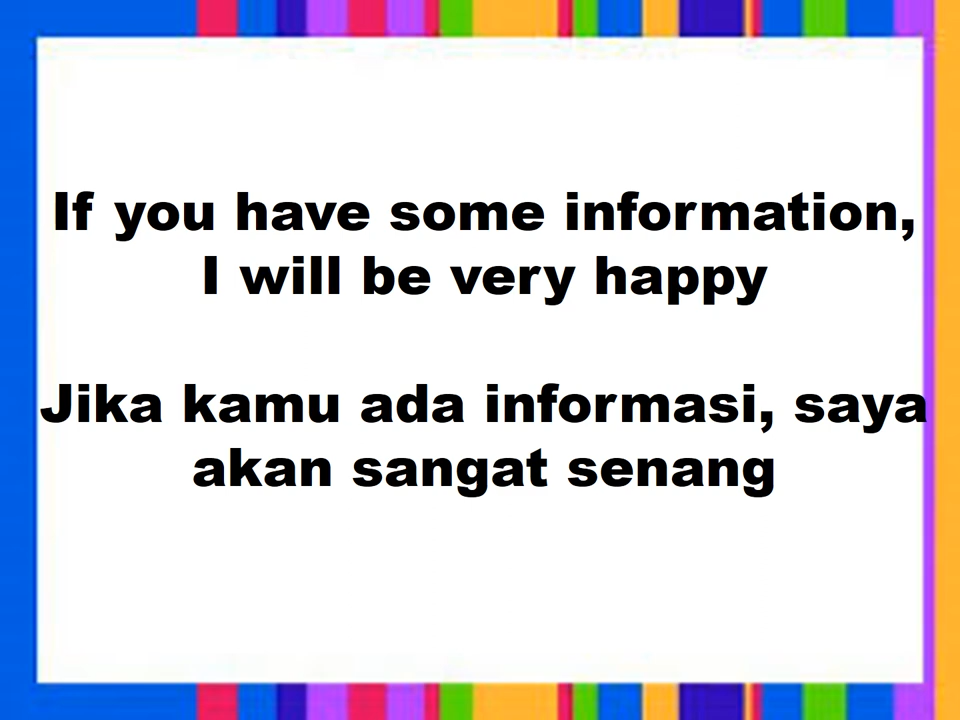 If you have some information,
I will be very happy
Jika kamu ada informasi, saya
akan sangat senang